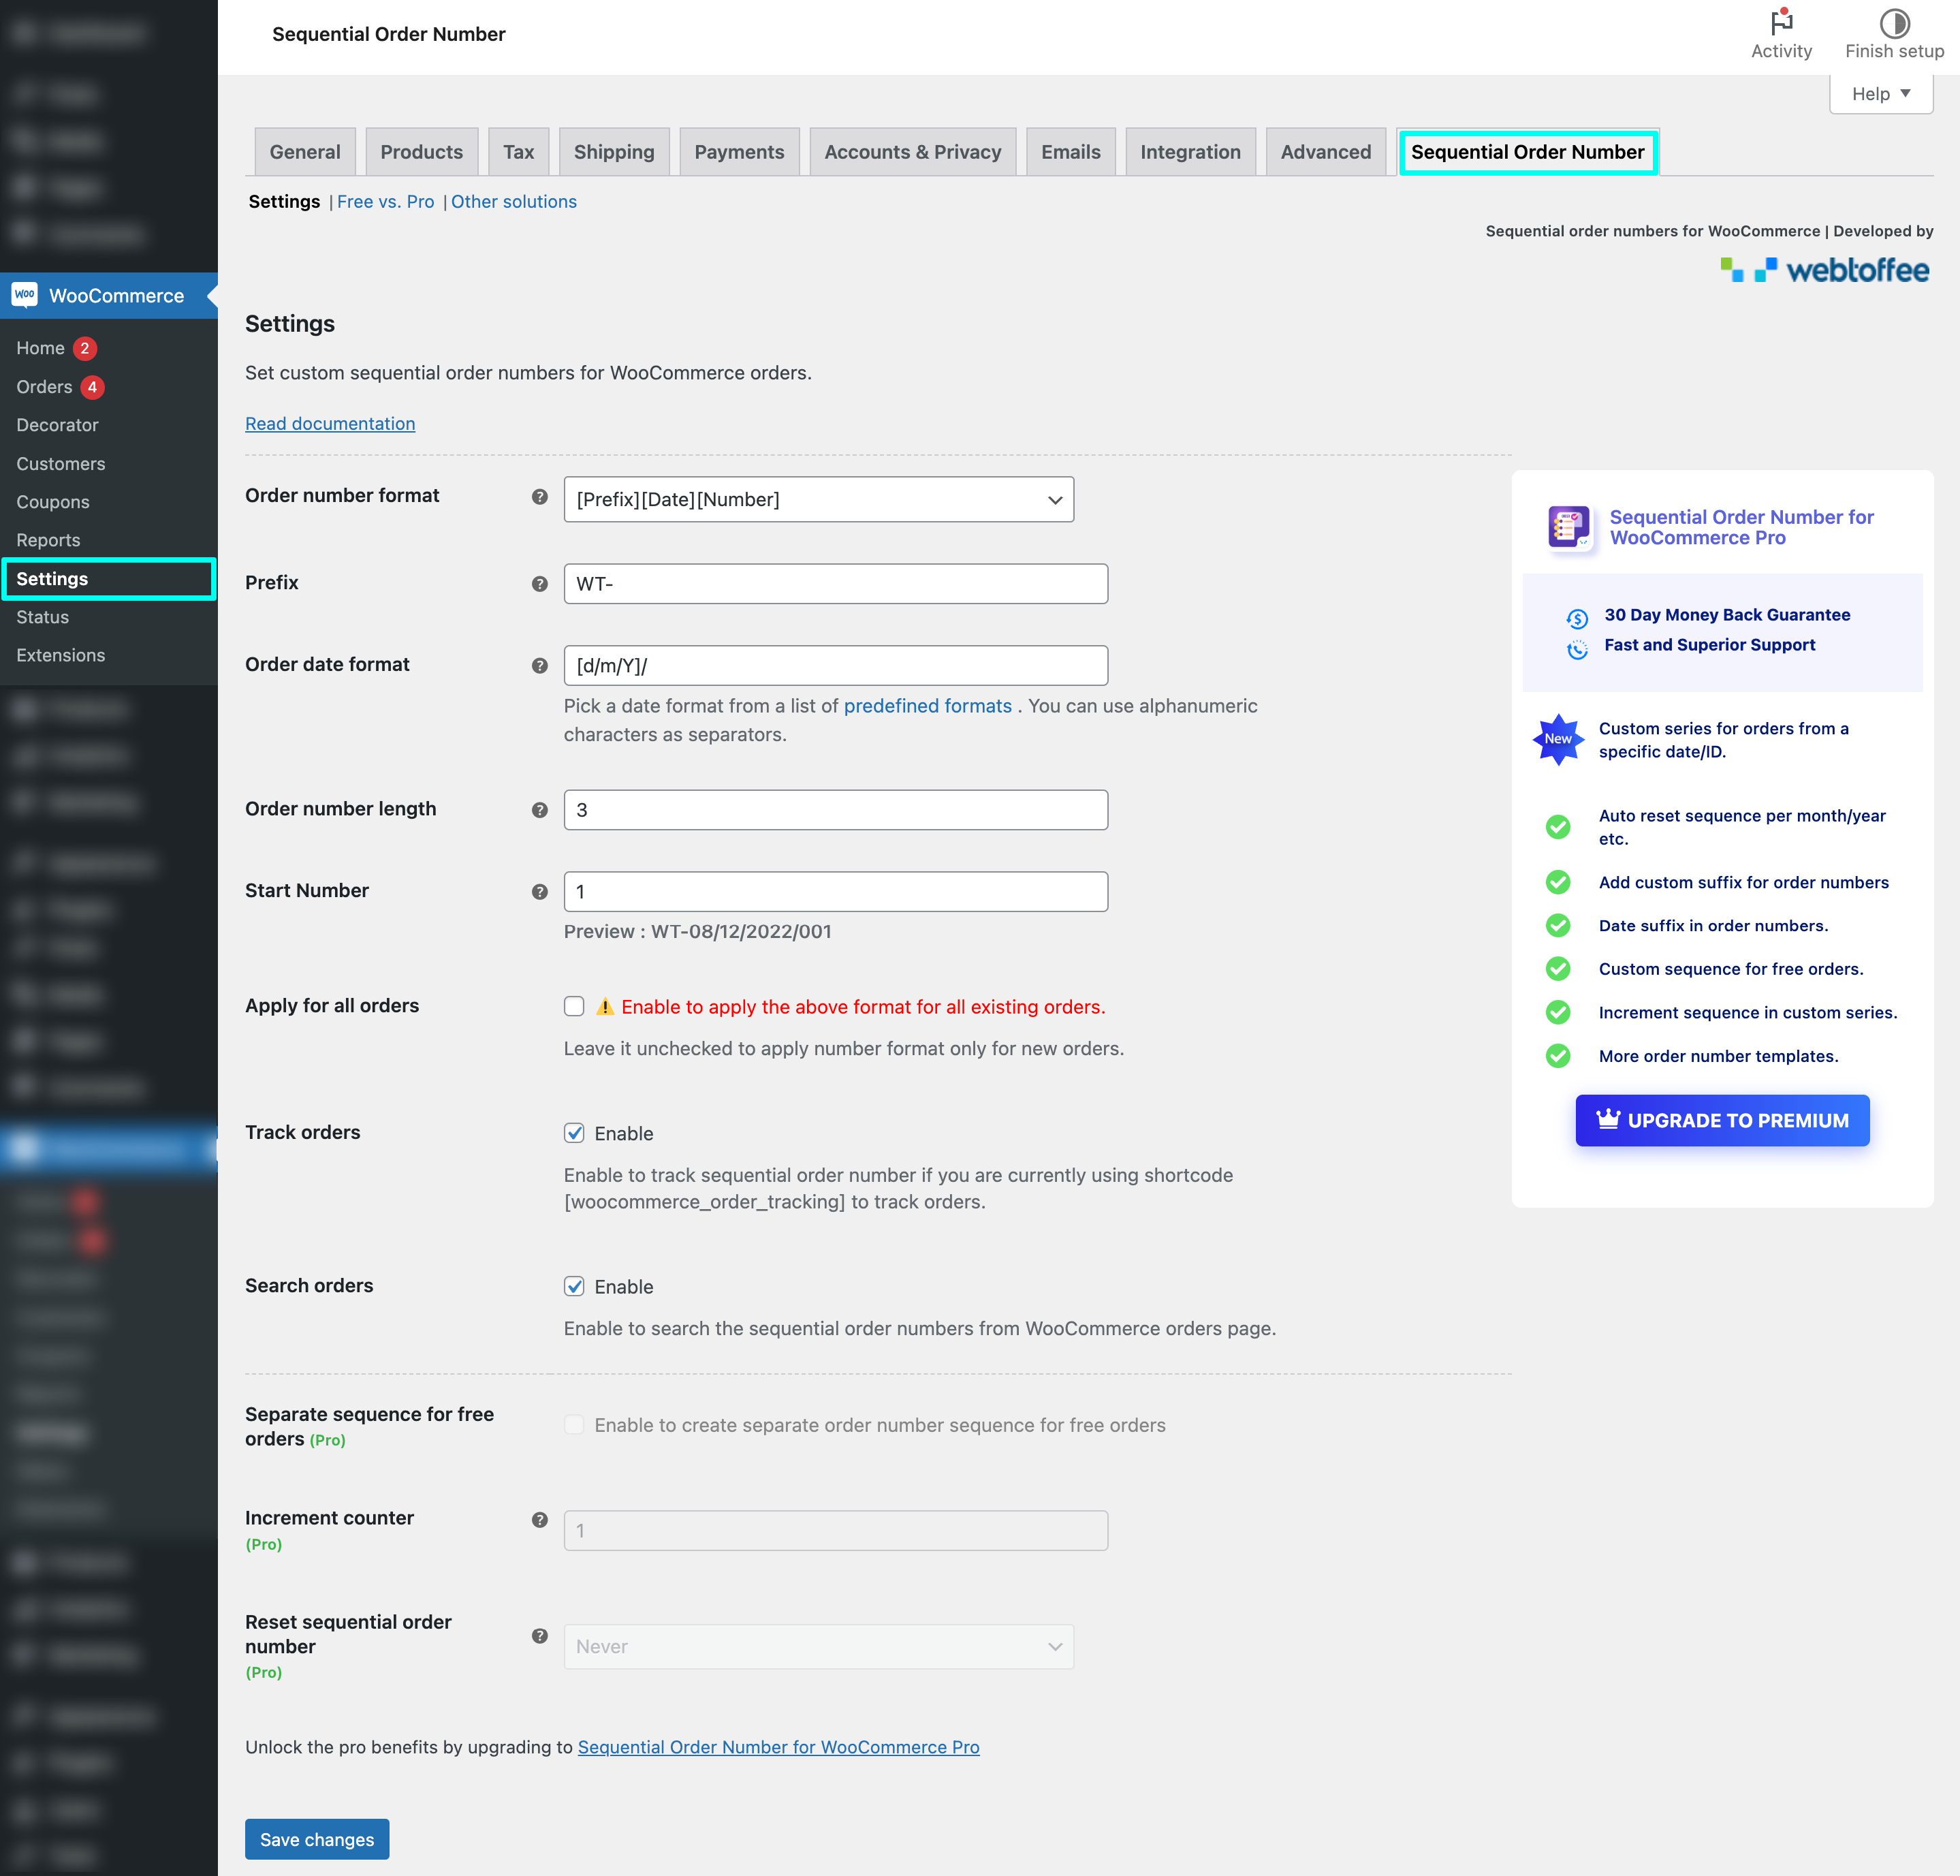 Sequential Order Number
Activity
Finish setup
Help ▼
General
Products
Tax
Shipping
Payments
Accounts & Privacy
Emails
Integration
Advanced
Sequential Order Number
Settings | Free vs. Pro | Other solutions
Sequential order numbers for WooCommerce | Developed by
webtoffee
Woo WooCommerce
Home 2
Orders 4
Decorator
Customers
Coupons
Reports
Settings
Status
Extensions
Settings
Set custom sequential order numbers for WooCommerce orders.
Read documentation
Order number format ? [Prefix][Date][Number]
Prefix ? WT-
Order date format ? [d/m/Y]/
Pick a date format from a list of predefined formats . You can use alphanumeric
characters as separators.
Order number length ? 3
Start Number ? 1
Preview : WT-08/12/2022/001
Apply for all orders
Enable to apply the above format for all existing orders.
Leave it unchecked to apply number format only for new orders.
Track orders
Enable
Enable to track sequential order number if you are currently using shortcode
[woocommerce_order_tracking] to track orders.
Search orders
Enable
Enable to search the sequential order numbers from WooCommerce orders page.
Separate sequence for free
orders (Pro)
Enable to create separate order number sequence for free orders
Increment counter ? 1
(Pro)
Reset sequential order
number
(Pro)
? Never
Unlock the pro benefits by upgrading to Sequential Order Number for WooCommerce Pro
Save changes
Sequential Order Number for
WooCommerce Pro
30 Day Money Back Guarantee
Fast and Superior Support
New
Custom series for orders from a
specific date/ID.
Auto reset sequence per month/year
etc.
Add custom suffix for order numbers
Date suffix in order numbers.
Custom sequence for free orders.
Increment sequence in custom series.
More order number templates.
UPGRADE TO PREMIUM